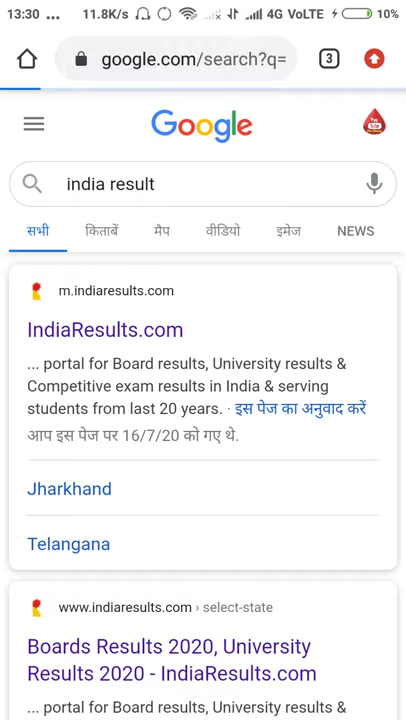 13:30 ... 11.8K/s 4G VoLTE 10%
google.com/search?q= 3
Google
india result
सभी किताबें मैप वीडियो इमेज NEWS
m.indiaresults.com
IndiaResults.com
... portal for Board results, University results &
Competitive exam results in India & serving
students from last 20 years. · इस पेज का अनुवाद करें
आप इस पेज पर 16/7/20 को गए थे.
Jharkhand
Telangana
www.indiaresults.com › select-state
Boards Results 2020, University
Results 2020 - IndiaResults.com
... portal for Board results, University results &